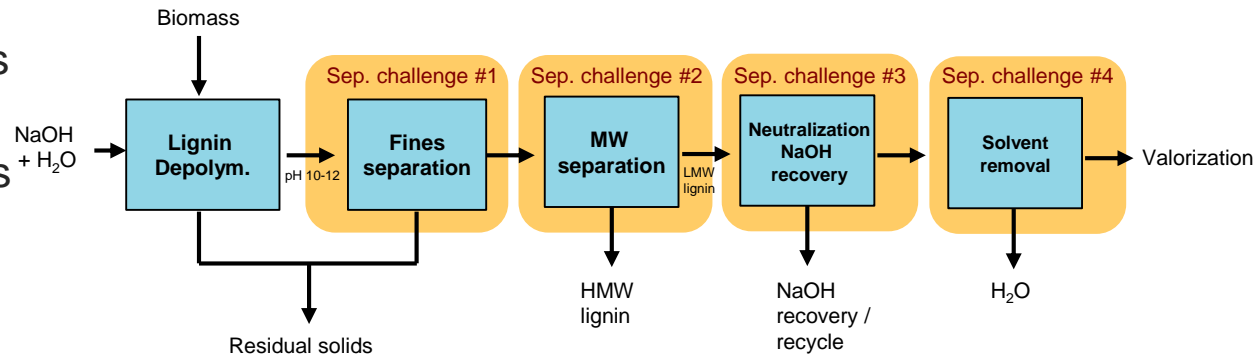 Biomass
s
s
NaOH
+ H₂O
Lignin
Depolym.
pH 10-12
Sep. challenge #1
Fines
separation
Sep. challenge #2
MW
separation
LMW
lignin
Sep. challenge #3
Neutralization
NaOH
recovery
Sep. challenge #4
Solvent
removal
Valorization
Residual solids
HMW
lignin
NaOH
recovery /
recycle
H₂O